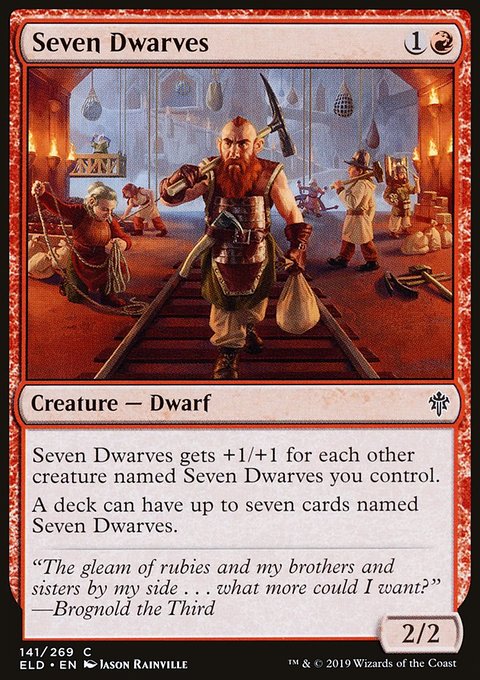 Seven Dwarves 1
Creature — Dwarf
Seven Dwarves gets +1/+1 for each other
creature named Seven Dwarves you control.
A deck can have up to seven cards named
Seven Dwarves.
“The gleam of rubies and my brothers and
sisters by my side . . . what more could I want?”
—Brognold the Third
2/2
141/269 C
ELD • EN Jason Rainville
™ & © 2019 Wizards of the Coast